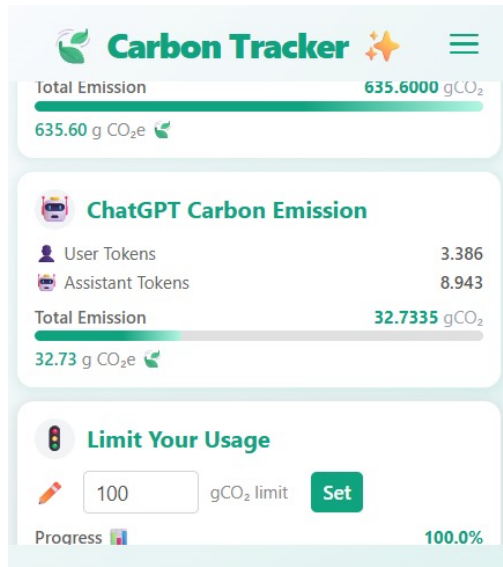 Carbon Tracker
Total Emission 635.6000 gCO₂
635.60 g CO₂e
ChatGPT Carbon Emission
User Tokens 3.386
Assistant Tokens 8.943
Total Emission 32.7335 gCO₂
32.73 g CO₂e
Limit Your Usage
100 gCO₂ limit Set
Progress 100.0%